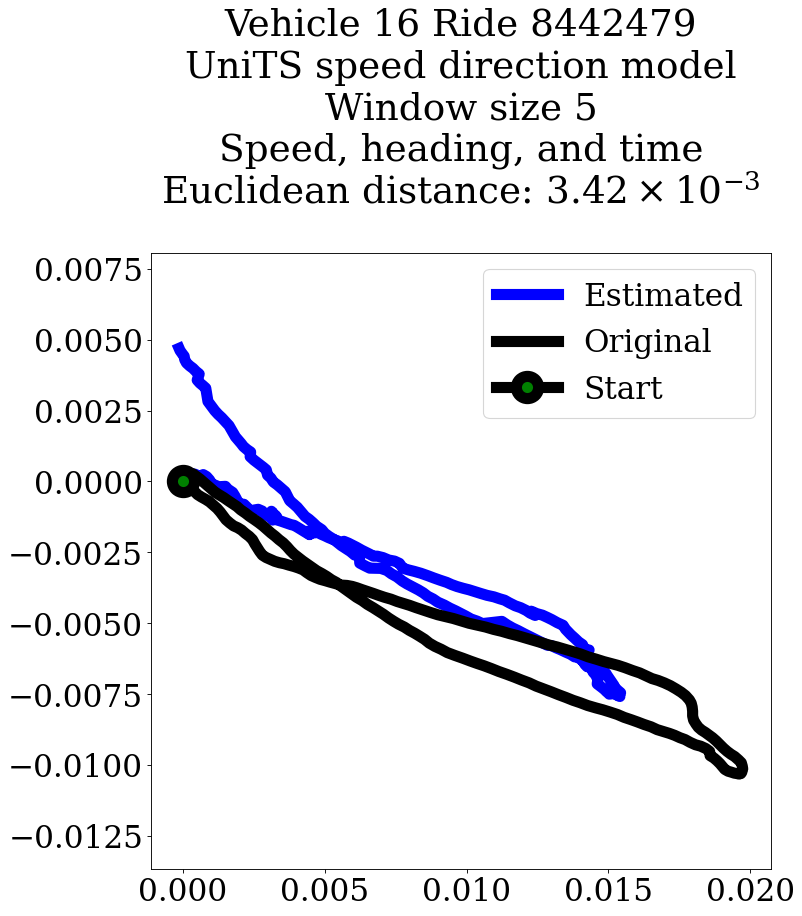 Vehicle 16 Ride 8442479
UniTS speed direction model
Window size 5
Speed, heading, and time
Euclidean distance: 3.42 × 10⁻³
0.0075
0.0050
0.0025
0.0000
−0.0025
−0.0050
−0.0075
−0.0100
−0.0125
Estimated
Original
Start
0.000 0.005 0.010 0.015 0.020